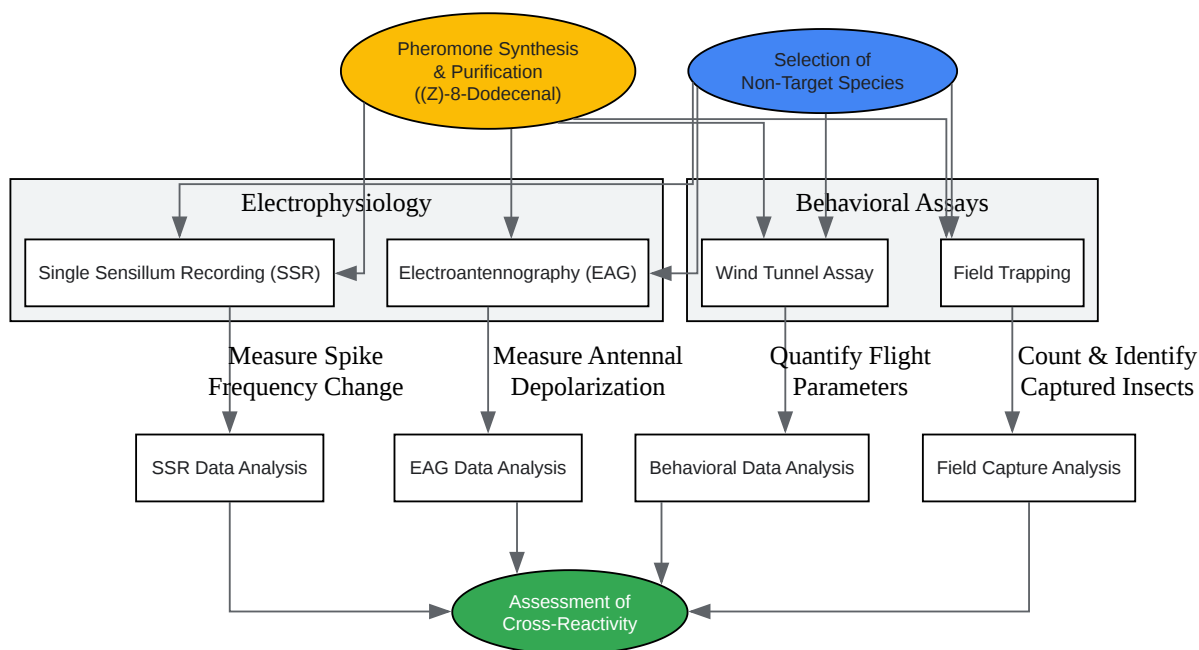 Pheromone Synthesis
& Purification
((Z)-8-Dodecenal)
Selection of
Non-Target Species
Electrophysiology
Behavioral Assays
Single Sensillum Recording (SSR)
Electroantennography (EAG)
Wind Tunnel Assay
Field Trapping
Measure Spike
Frequency Change
Measure Antennal
Depolarization
Quantify Flight
Parameters
Count & Identify
Captured Insects
SSR Data Analysis
EAG Data Analysis
Behavioral Data Analysis
Field Capture Analysis
Assessment of
Cross-Reactivity